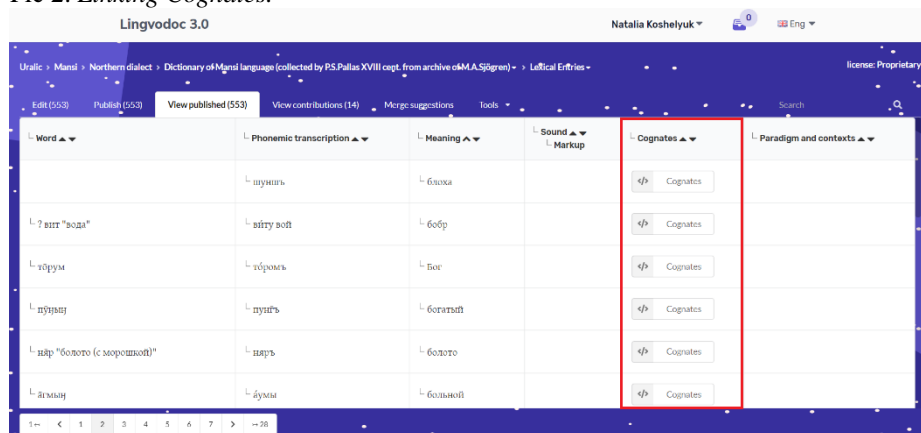 Pic 2. Linking Cognates.
Lingvodoc 3.0 Natalia Koshelyuk 0 Eng
Uralic > Mansi > Northern dialect > Dictionary of Mansi language (collected by P.S.Pallas XVIII cent. from archive of M.A.Sjögren) > Lexical Entries license: Proprietary
Edit (553) Publish (553) View published (553) View contributions (14) Merge suggestions Tools Search
Word Phonemic transcription Meaning Sound Cognates Paradigm and contexts
Markup
шуншъ блоха </> Cognates
? вит "вода" вйту вой бобр </> Cognates
тōрум тóромъ Бог </> Cognates
пӯӈыӈ богатый </> Cognates
няр "болото (с морошкой)" няръ болото </> Cognates
āгмыӈ áумы больной </> Cognates
1 ‹ 1 2 3 4 5 6 7 › 28